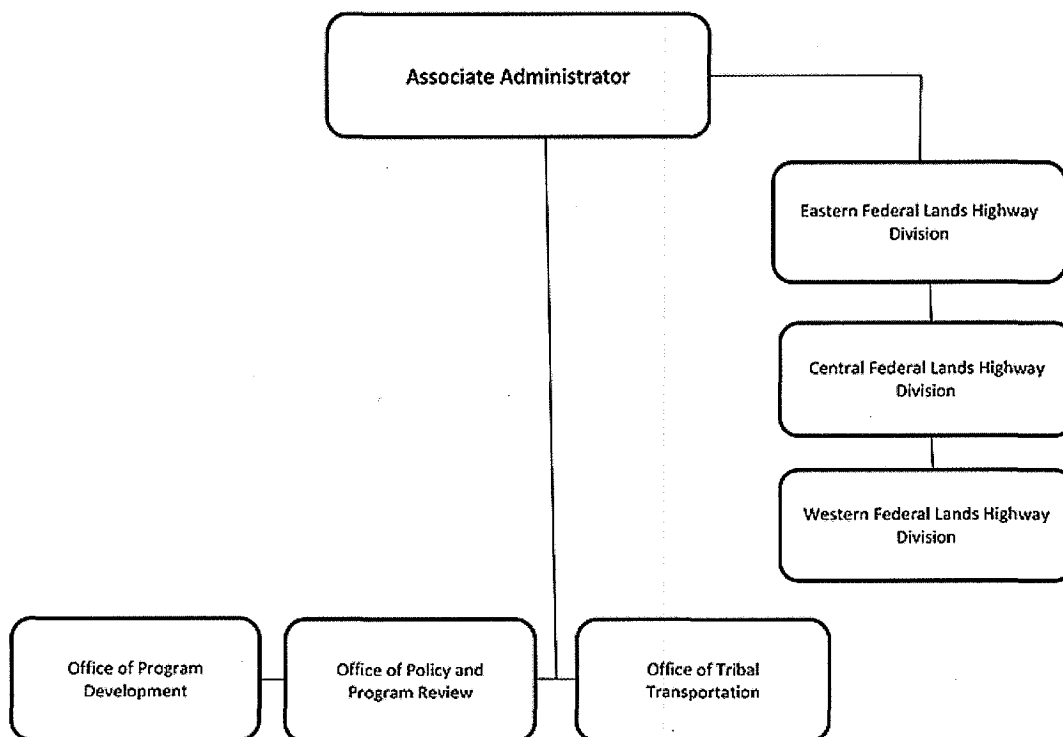 Associate Administrator
Eastern Federal Lands Highway
Division
Central Federal Lands Highway
Division
Western Federal Lands Highway
Division
Office of Program
Development
Office of Policy and
Program Review
Office of Tribal
Transportation